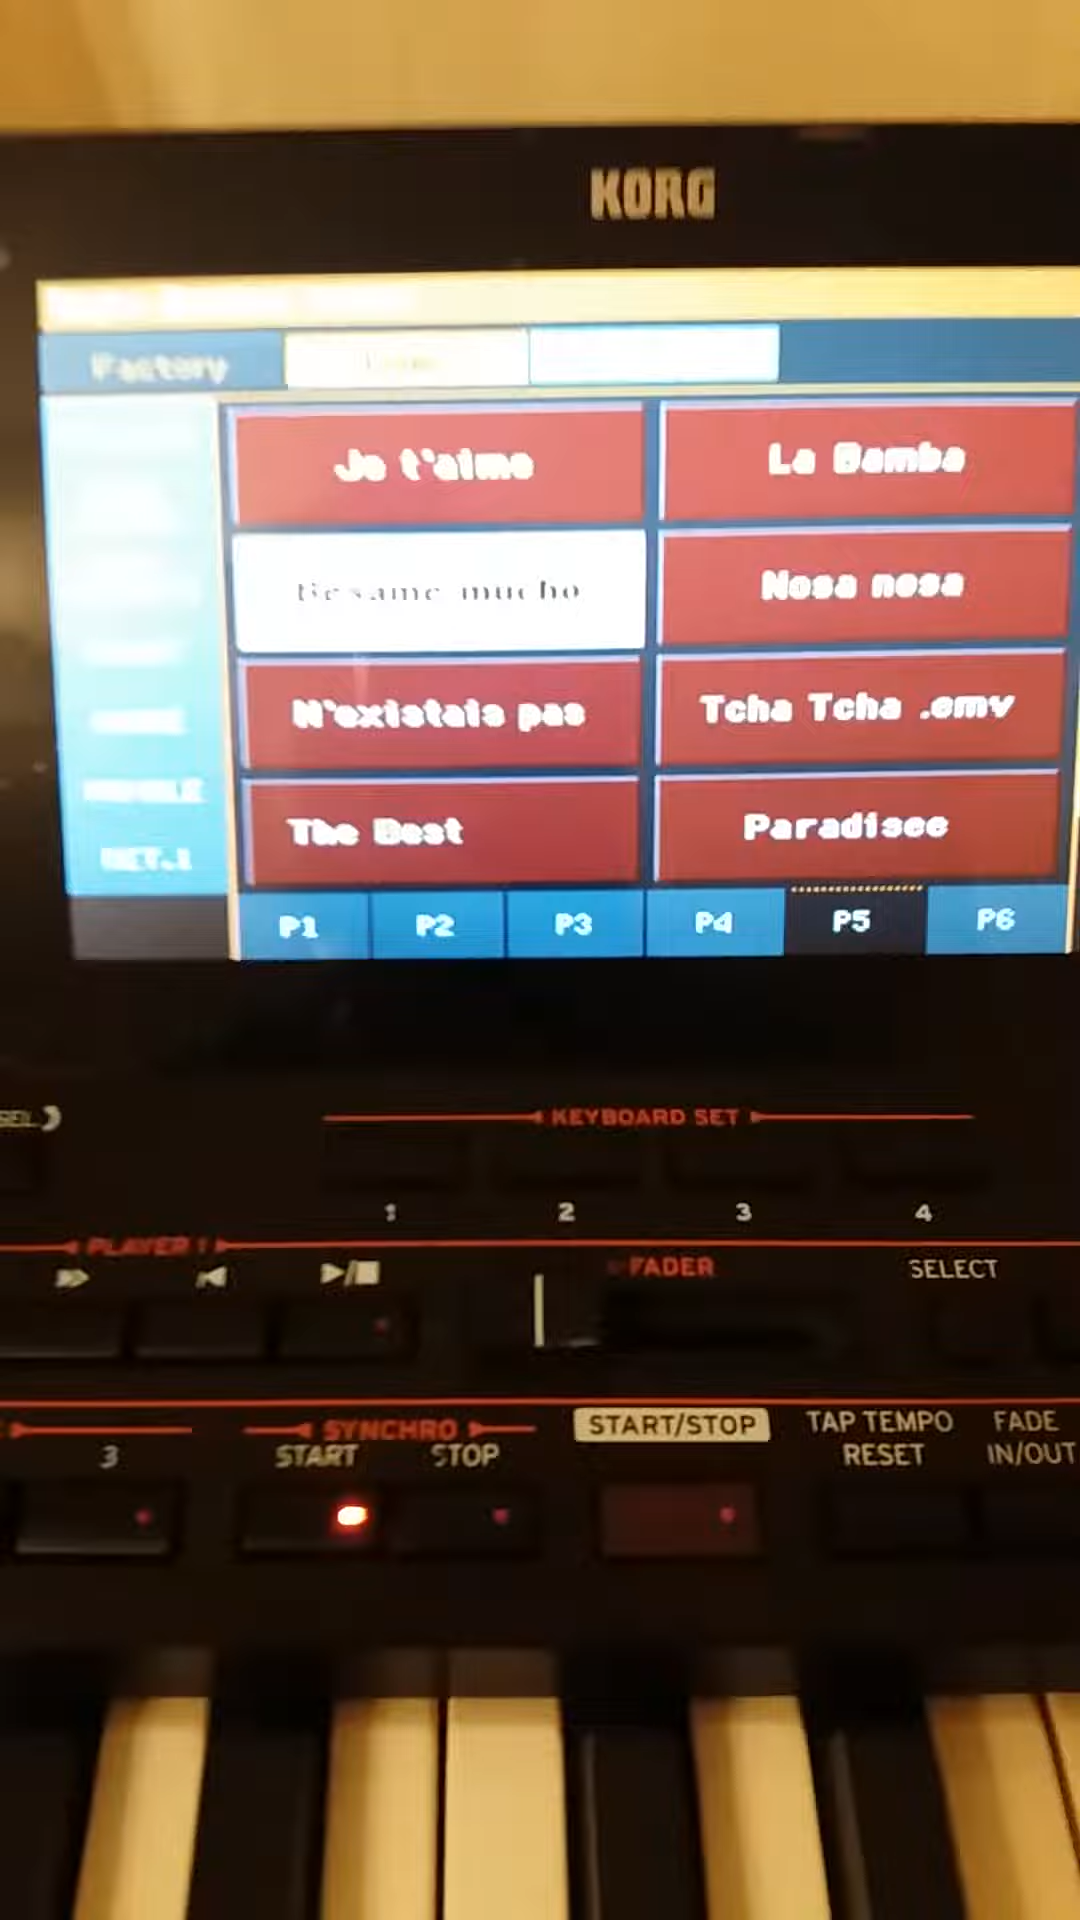 KORG
Factory
Je t'aime
La Bamba
Besame mucho
Nosa nosa
N'existais pas
Tcha Tcha .emv
The Best
Paradisee
RET.1
P1
P2
P3
P4
P5
P6
KEYBOARD SET
1
2
3
4
PLAYER 1
FADER
SELECT
SYNCHRO
START/STOP
TAP TEMPO
FADE
3
START
STOP
RESET
IN/OUT